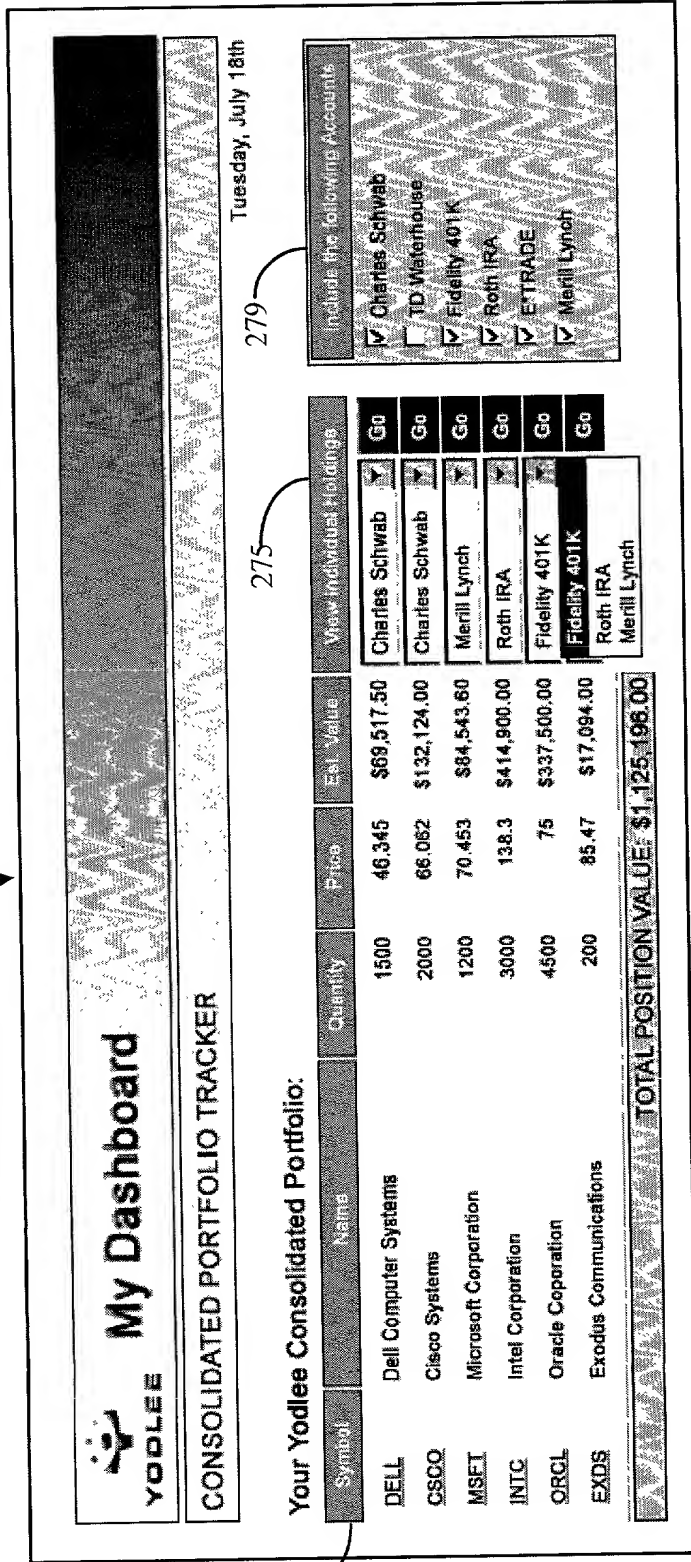 YODLEE My Dashboard
CONSOLIDATED PORTFOLIO TRACKER
Tuesday, July 18th
Your Yodlee Consolidated Portfolio:
275
279
Symbol Name Quantity Price Est. Value View Individual Holdings
DELL Dell Computer Systems 1500 46.345 $69,517.50 Charles Schwab Go
CSCO Cisco Systems 2000 66.062 $132,124.00 Charles Schwab Go
MSFT Microsoft Corporation 1200 70.453 $84,543.60 Merill Lynch Go
INTC Intel Corporation 3000 138.3 $414,900.00 Roth IRA Go
ORCL Oracle Coporation 4500 75 $337,500.00 Fidelity 401K Go
EXDS Exodus Communications 200 85.47 $17,094.00 Fidelity 401K Go
Roth IRA
Merill Lynch
TOTAL POSITION VALUE: $1,125,196.00
Include the following Accounts
Charles Schwab
TD Waterhouse
Fidelity 401K
Roth IRA
E*TRADE
Merill Lynch